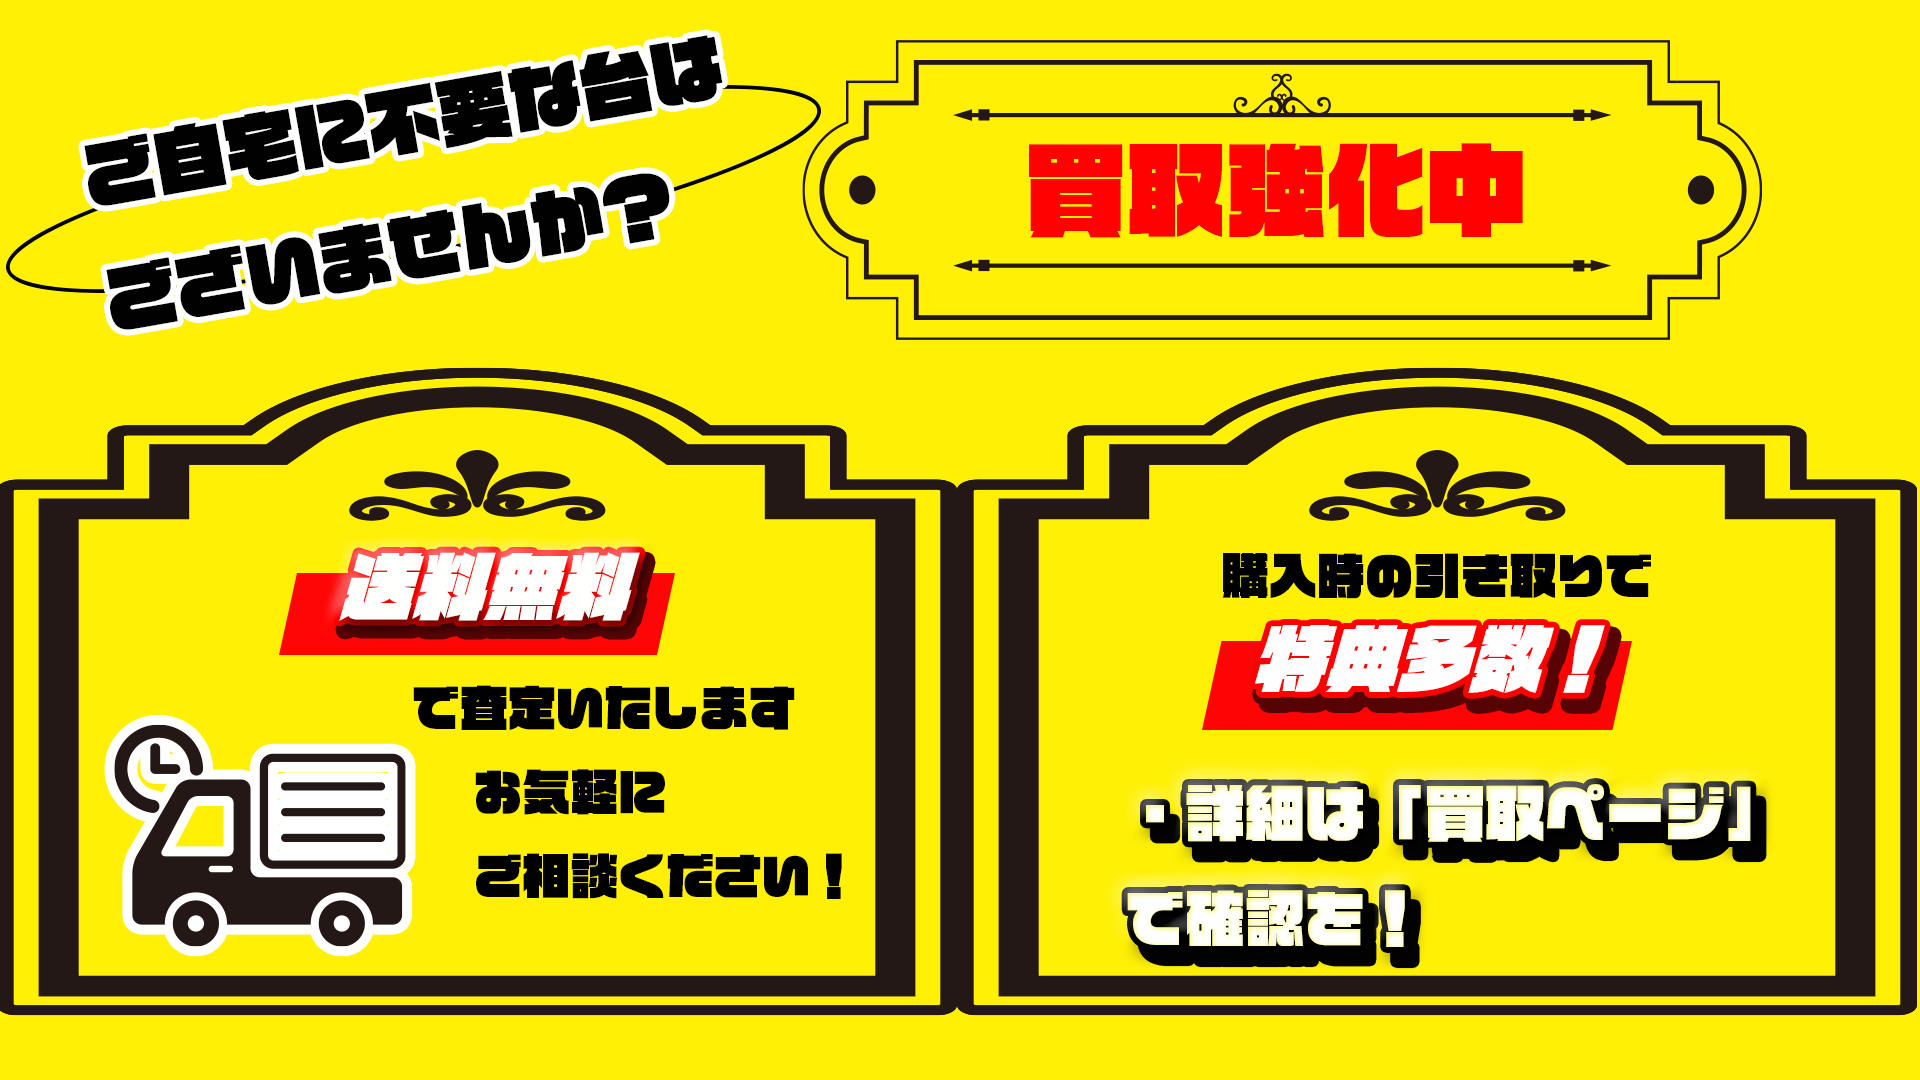 ご自宅に不要な台は
ございませんか?
買取強化中
送料無料
で査定いたします
お気軽に
ご相談ください！
購入時の引き取りで
特典多数！
・詳細は「買取ページ」
で確認を！